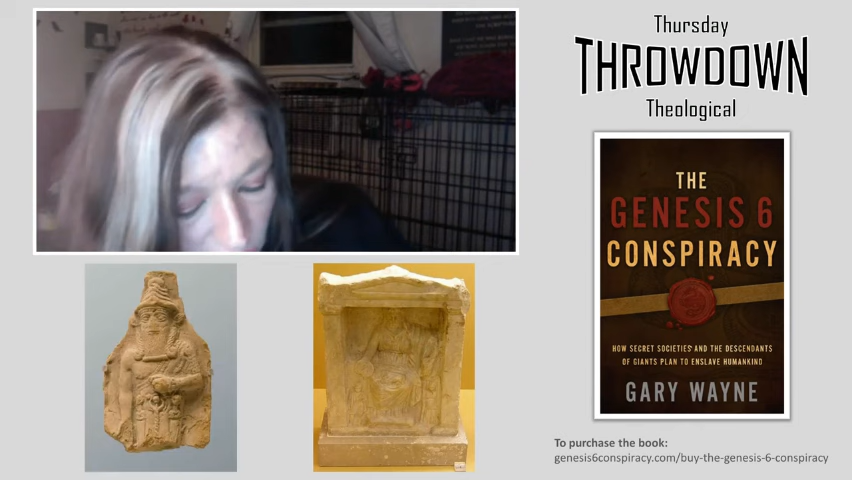 Thursday
THROWDOWN
Theological
THE
GENESIS 6
CONSPIRACY
HOW SECRET SOCIETIES AND THE DESCENDANTS
OF GIANTS PLAN TO ENSLAVE HUMANKIND
GARY WAYNE
To purchase the book:
genesis6conspiracy.com/buy-the-genesis-6-conspiracy